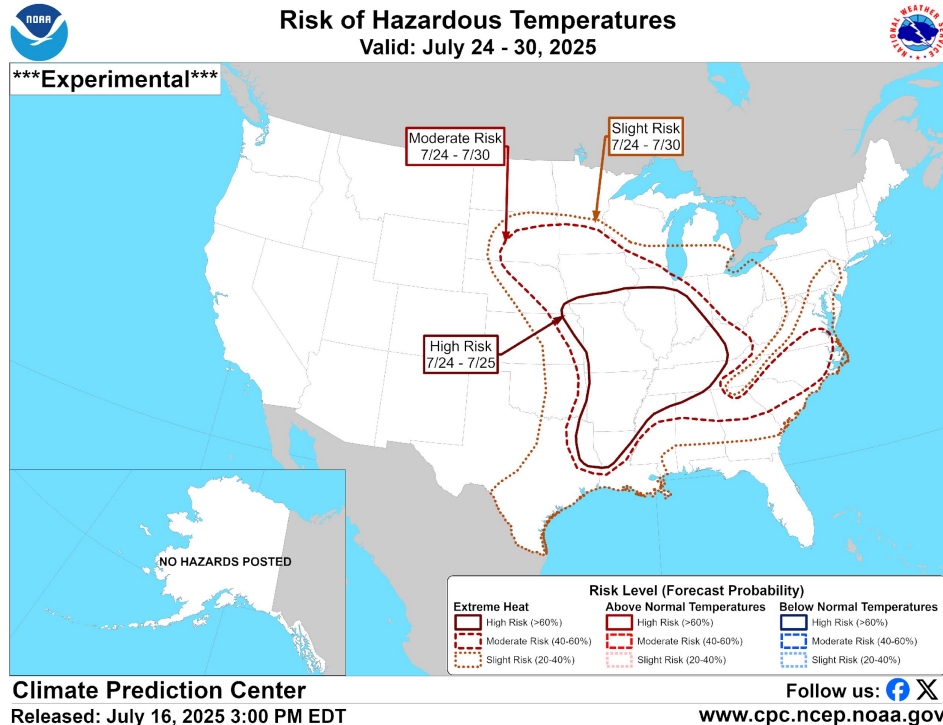 NOAA
Risk of Hazardous Temperatures
Valid: July 24 - 30, 2025
NATIONAL WEATHER SERVICE
***Experimental***
Moderate Risk
7/24 - 7/30
Slight Risk
7/24 - 7/30
High Risk
7/24 - 7/25
NO HAZARDS POSTED
Risk Level (Forecast Probability)
Extreme Heat
High Risk (>60%)
Moderate Risk (40-60%)
Slight Risk (20-40%)
Above Normal Temperatures
High Risk (>60%)
Moderate Risk (40-60%)
Slight Risk (20-40%)
Below Normal Temperatures
High Risk (>60%)
Moderate Risk (40-60%)
Slight Risk (20-40%)
Climate Prediction Center
Released: July 16, 2025 3:00 PM EDT
Follow us:
www.cpc.ncep.noaa.gov